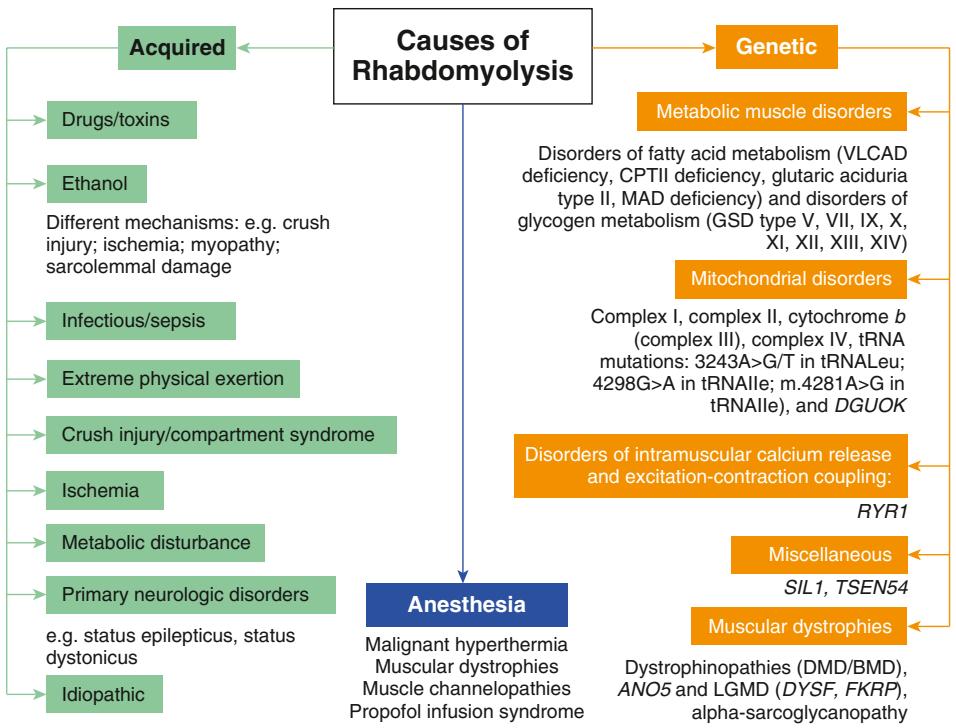 Causes of
Rhabdomyolysis
Acquired
Drugs/toxins
Ethanol
Different mechanisms: e.g. crush
injury; ischemia; myopathy;
sarcolemmal damage
Infectious/sepsis
Extreme physical exertion
Crush injury/compartment syndrome
Ischemia
Metabolic disturbance
Primary neurologic disorders
e.g. status epilepticus, status
dystonicus
Idiopathic
Anesthesia
Malignant hyperthermia
Muscular dystrophies
Muscle channelopathies
Propofol infusion syndrome
Genetic
Metabolic muscle disorders
Disorders of fatty acid metabolism (VLCAD
deficiency, CPTII deficiency, glutaric aciduria
type II, MAD deficiency) and disorders of
glycogen metabolism (GSD type V, VII, IX, X,
XI, XII, XIII, XIV)
Mitochondrial disorders
Complex I, complex II, cytochrome b
(complex III), complex IV, tRNA
mutations: 3243A>G/T in tRNALeu;
4298G>A in tRNAIle; m.4281A>G in
tRNAIle), and DGUOK
Disorders of intramuscular calcium release
and excitation-contraction coupling:
RYR1
Miscellaneous
SIL1, TSEN54
Muscular dystrophies
Dystrophinopathies (DMD/BMD),
ANO5 and LGMD (DYSF, FKRP),
alpha-sarcoglycanopathy